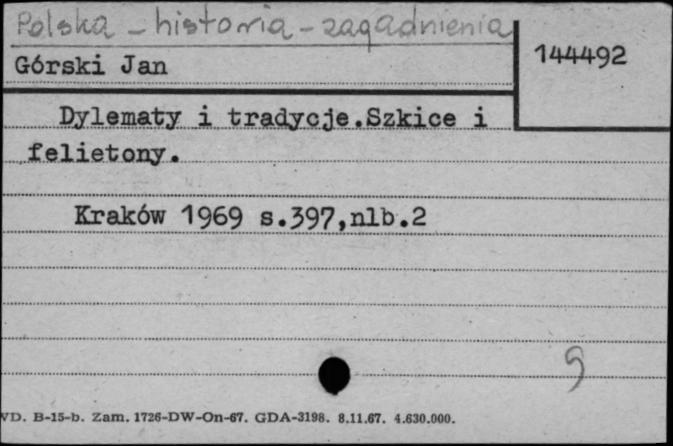 Polska - historia - zagadnienia
144492
Górski Jan
Dylematy i tradycje.Szkice i
felietony.
Kraków 1969 s.397,nlb.2
VD. B-15-b. Zam. 1726-DW-On-67. GDA-3198. 8.11.67. 4.630.000.